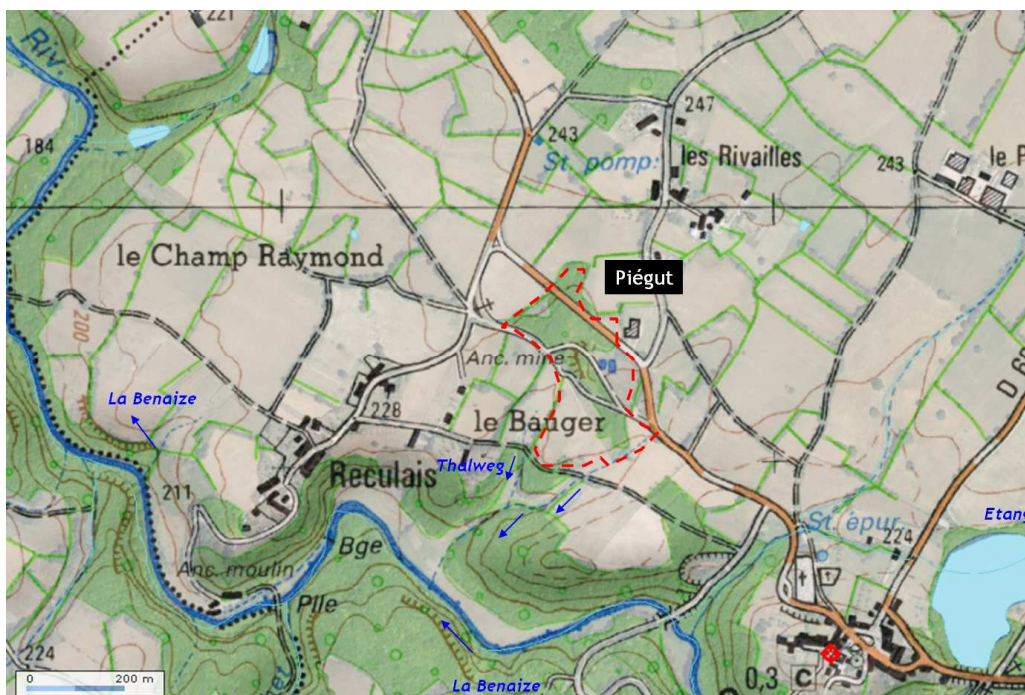 221
Riv.
184
243
247
St. pomp.
les Rivailles
243
le P
le Champ Raymond
Piégut
200
Anc. mine
La Benaize
228
le Bauger
D
Thalweg
Reculais
211
St. épur.
Etang
224
Bge
Anc. moulin
Plle
224
0,3 C
0 200 m
La Benaize